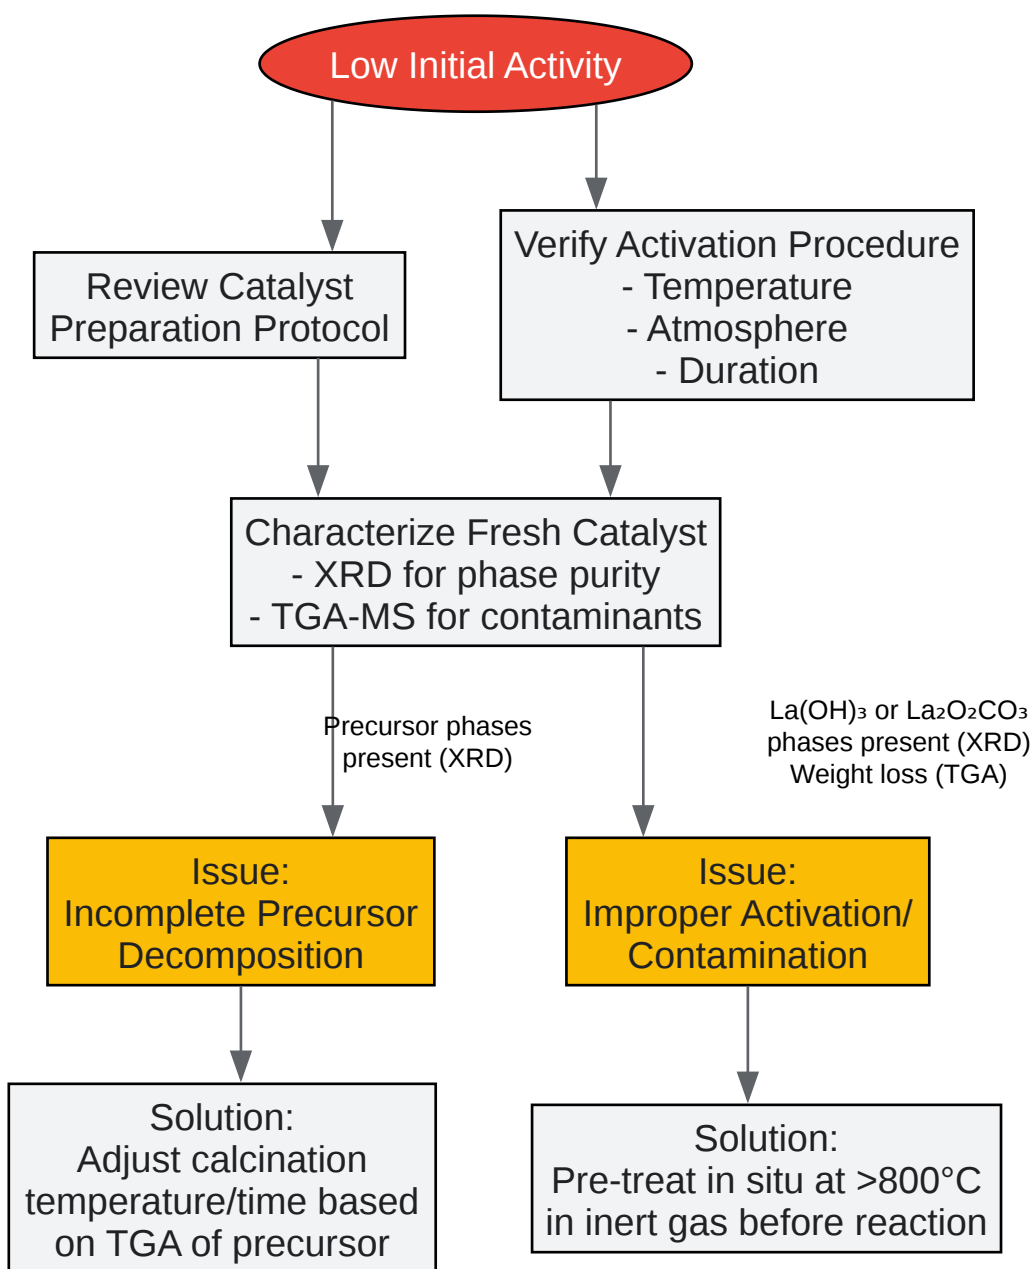 Low Initial Activity
Review Catalyst
Preparation Protocol
Verify Activation Procedure
- Temperature
- Atmosphere
- Duration
Characterize Fresh Catalyst
- XRD for phase purity
- TGA-MS for contaminants
Precursor phases
present (XRD)
La(OH)₃ or La₂O₂CO₃
phases present (XRD)
Weight loss (TGA)
Issue:
Incomplete Precursor
Decomposition
Issue:
Improper Activation/
Contamination
Solution:
Adjust calcination
temperature/time based
on TGA of precursor
Solution:
Pre-treat in situ at >800°C
in inert gas before reaction